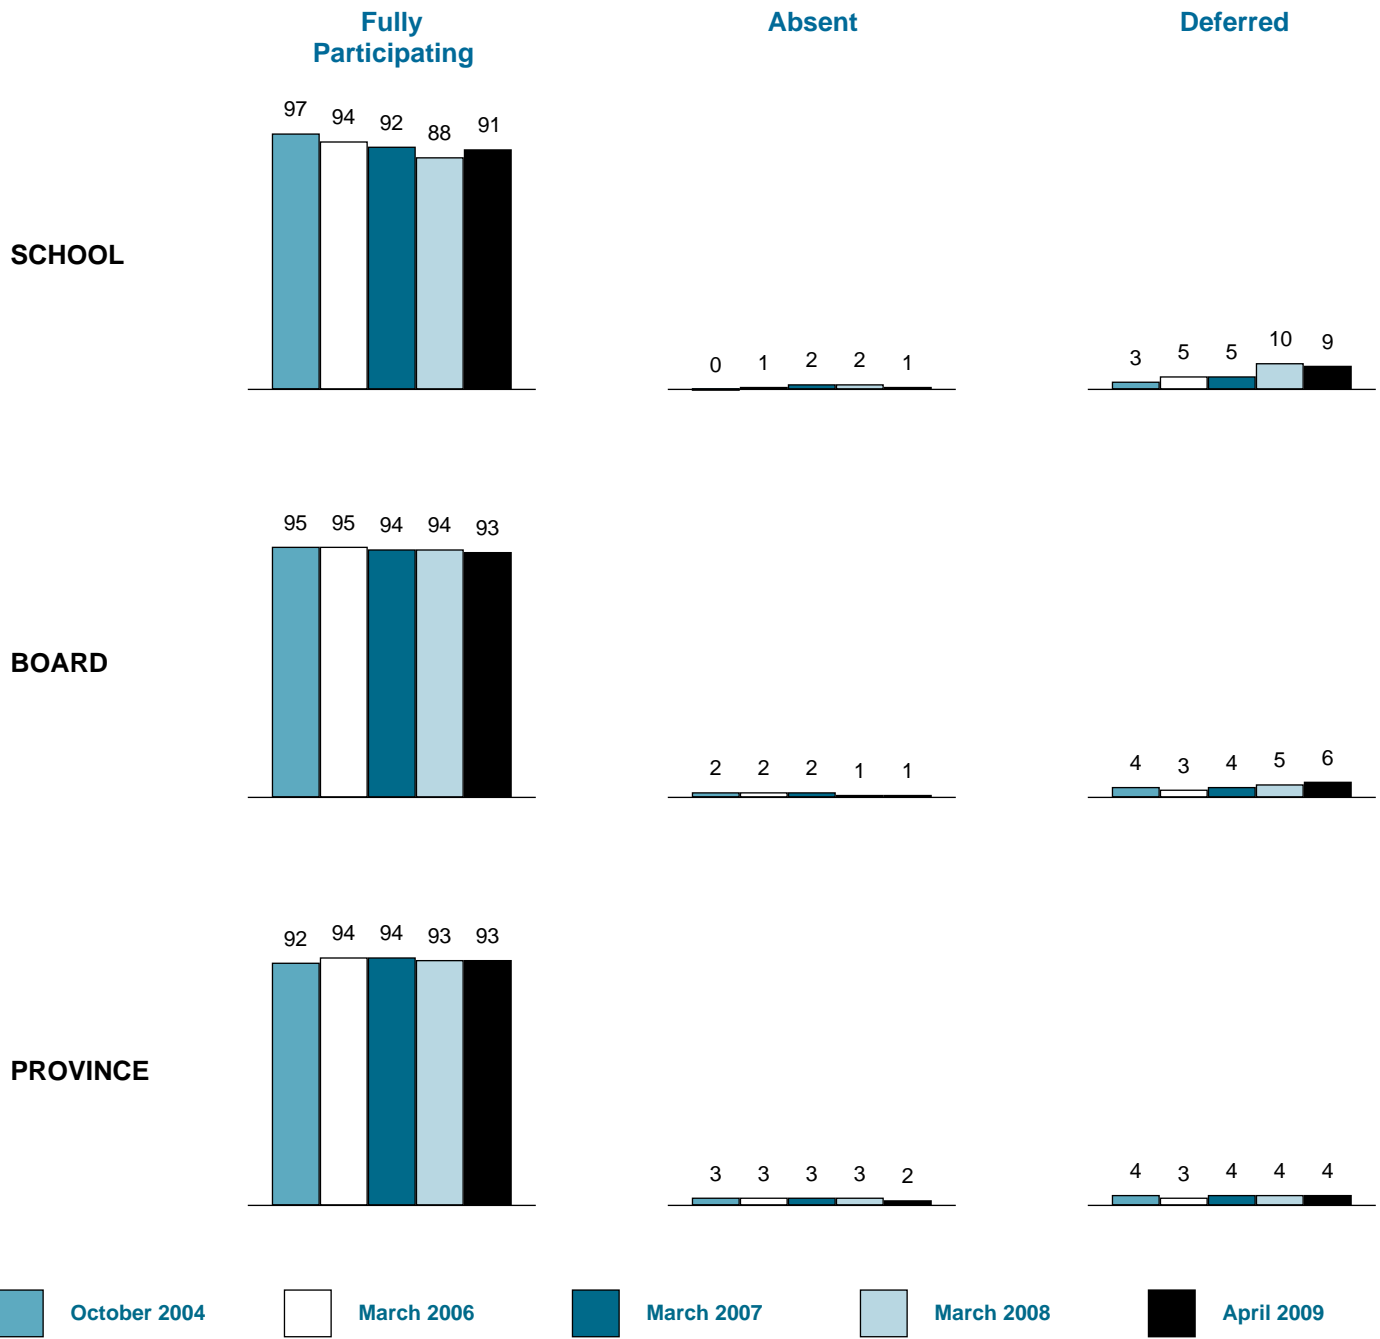 Fully
Participating
Absent
Deferred
SCHOOL
97 94 92 88 91
0 1 2 2 1
3 5 5 10 9
BOARD
95 95 94 94 93
2 2 2 1 1
4 3 4 5 6
PROVINCE
92 94 94 93 93
3 3 3 3 2
4 3 4 4 4
October 2004
March 2006
March 2007
March 2008
April 2009